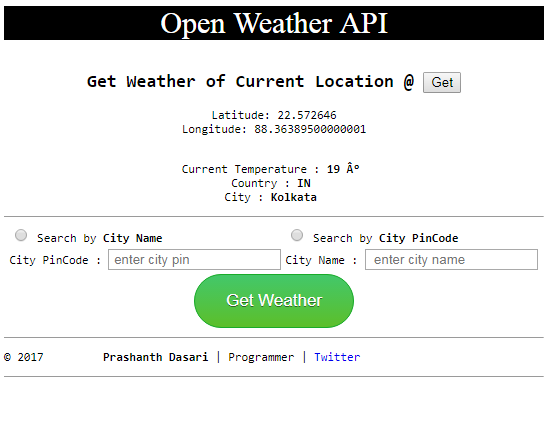 Open Weather API
Get Weather of Current Location @ Get
Latitude: 22.572646
Longitude: 88.36389500000001
Current Temperature : 19 Âº
Country : IN
City : Kolkata
Search by City Name Search by City PinCode
City PinCode : enter city pin City Name : enter city name
Get Weather
© 2017 Prashanth Dasari | Programmer | Twitter